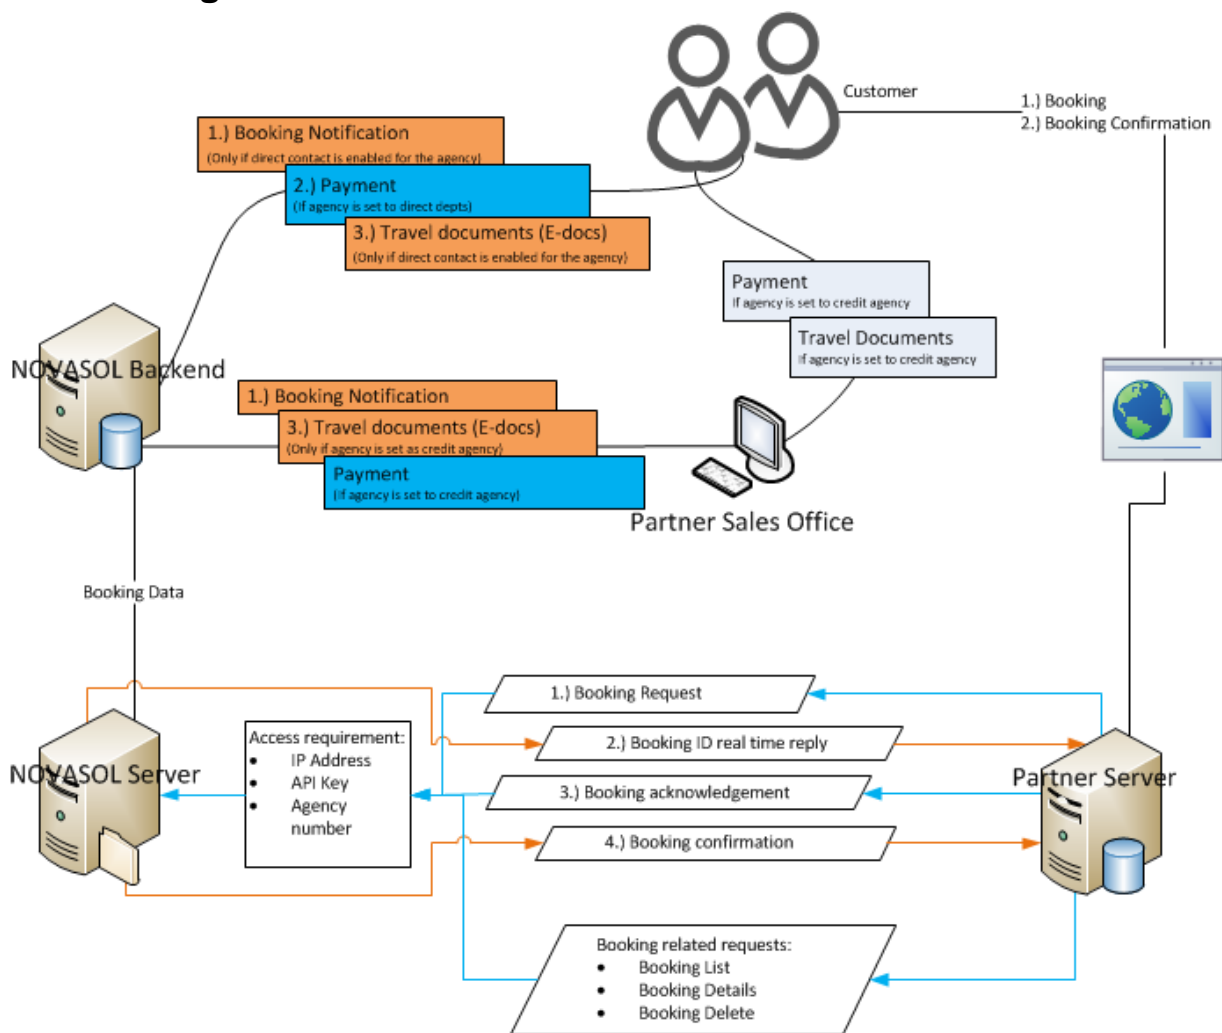 Customer
1.) Booking
2.) Booking Confirmation
1.) Booking Notification
(Only if direct contact is enabled for the agency)
2.) Payment
(If agency is set to direct depts)
3.) Travel documents (E-docs)
(Only if direct contact is enabled for the agency)
Payment
If agency is set to credit agency
Travel Documents
If agency is set to credit agency
NOVASOL Backend
1.) Booking Notification
3.) Travel documents (E-docs)
(Only if agency is set as credit agency)
Payment
(If agency is set to credit agency)
Partner Sales Office
Booking Data
1.) Booking Request
2.) Booking ID real time reply
3.) Booking acknowledgement
4.) Booking confirmation
Access requirement:
• IP Address
• API Key
• Agency
number
NOVASOL Server
Partner Server
Booking related requests:
• Booking List
• Booking Details
• Booking Delete